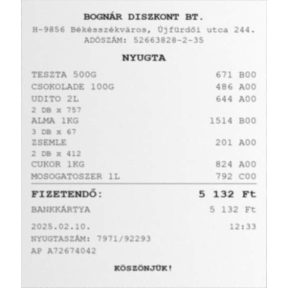 BOGNÁR DISZKONT BT.
H-9856 Békésszékváros, Újfürdői utca 244.
ADÓSZÁM: 52663828-2-35
NYUGTA
TESZTA 500G 671 B00
CSOKOLADE 100G 486 A00
UDITO 2L 644 A00
2 DB x 757
ALMA 1KG 1514 B00
3 DB x 67
ZSEMLE 201 A00
2 DB x 412
CUKOR 1KG 824 A00
MOSOGATOSZER 1L 792 C00
FIZETENDŐ: 5 132 Ft
BANKKÁRTYA 5 132 Ft
2025.02.10. 12:33
NYUGTASZÁM: 7971/92293
AP A72674042
KÖSZÖNJÜK!